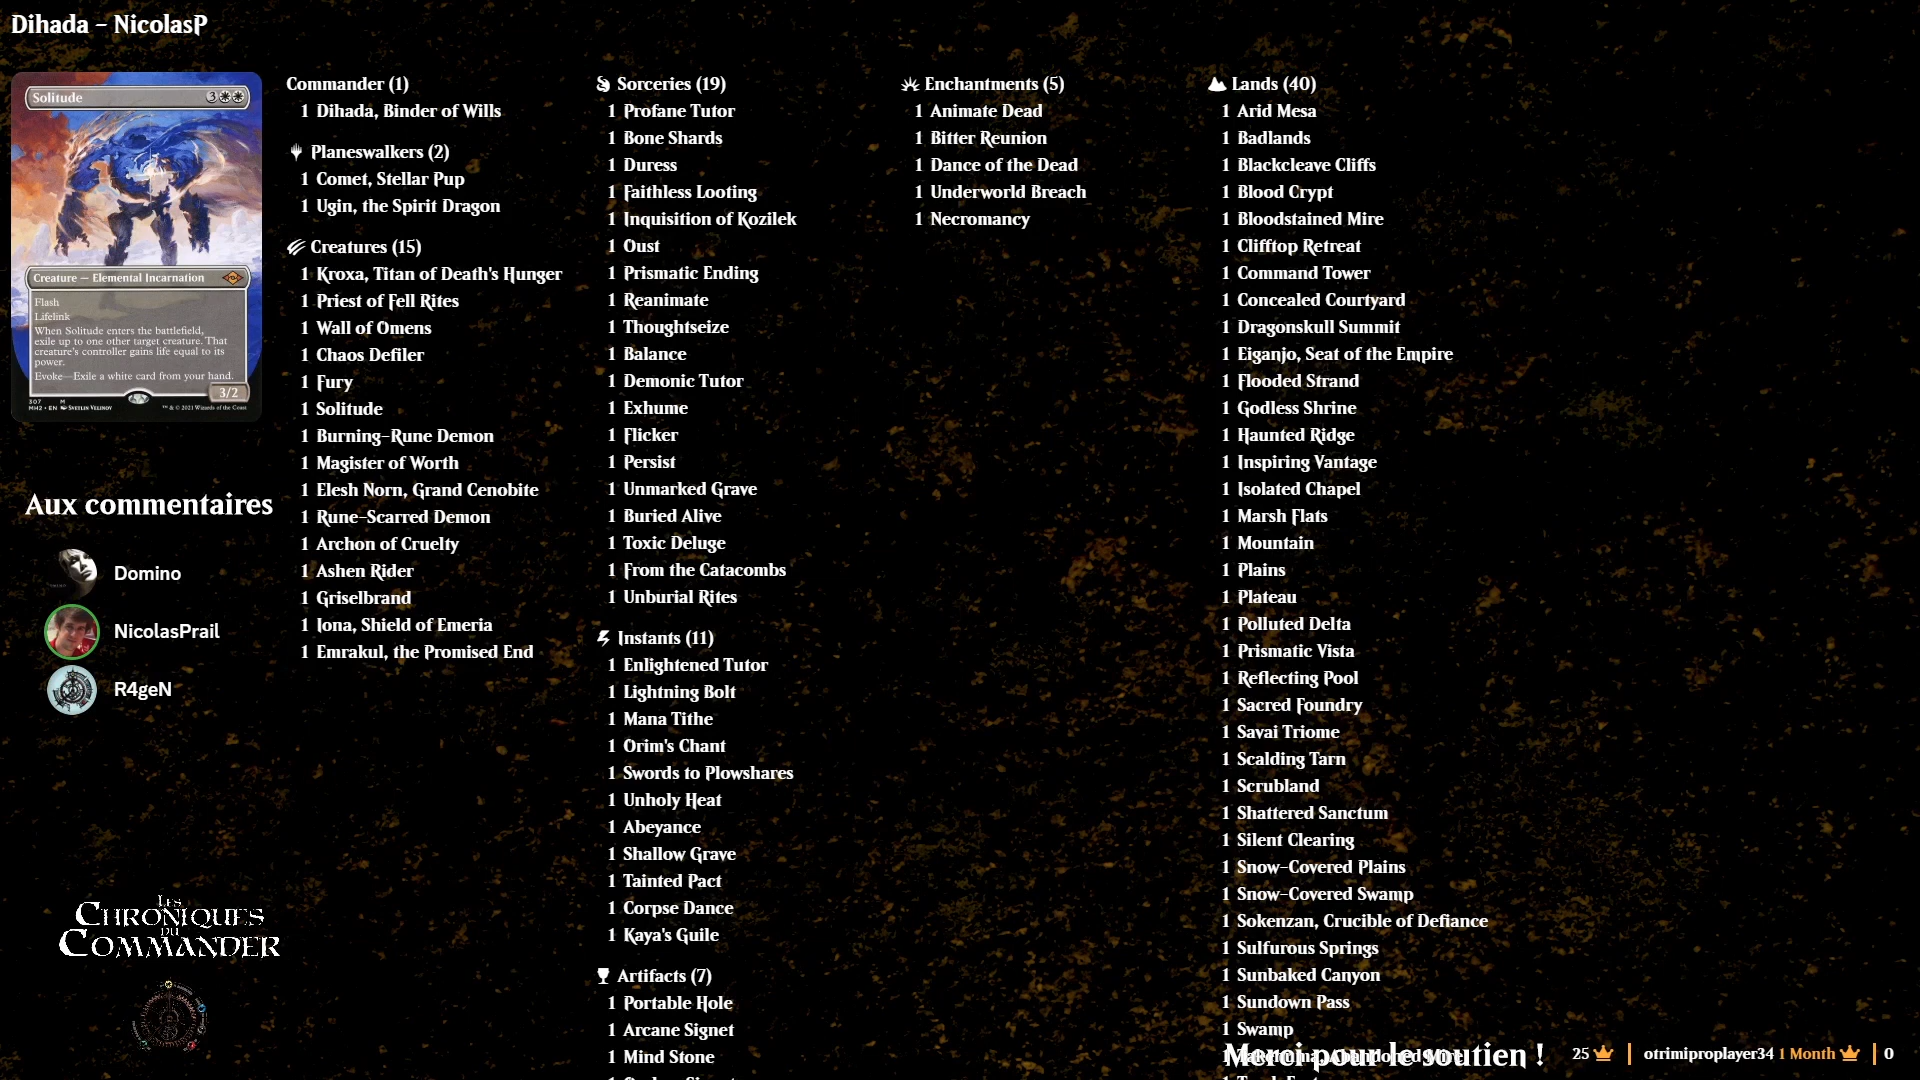 Dihada - NicolasP
Solitude
3
Creature — Elemental Incarnation
Flash
Lifelink
When Solitude enters the battlefield,
exile up to one other target creature. That
creature's controller gains life equal to its
power.
Evoke—Exile a white card from your hand.
3/2
307 M
MH2 • EN SVETLIN VELINOV
™ & © 2021 Wizards of the Coast
Aux commentaires
Domino
NicolasPrail
R4geN
LES
CHRONIQUES
DU
COMMANDER
Commander (1)
1 Dihada, Binder of Wills
Planeswalkers (2)
1 Comet, Stellar Pup
1 Ugin, the Spirit Dragon
Creatures (15)
1 Kroxa, Titan of Death's Hunger
1 Priest of Fell Rites
1 Wall of Omens
1 Chaos Defiler
1 Fury
1 Solitude
1 Burning-Rune Demon
1 Magister of Worth
1 Elesh Norn, Grand Cenobite
1 Rune-Scarred Demon
1 Archon of Cruelty
1 Ashen Rider
1 Griselbrand
1 Iona, Shield of Emeria
1 Emrakul, the Promised End
Sorceries (19)
1 Profane Tutor
1 Bone Shards
1 Duress
1 Faithless Looting
1 Inquisition of Kozilek
1 Oust
1 Prismatic Ending
1 Reanimate
1 Thoughtseize
1 Balance
1 Demonic Tutor
1 Exhume
1 Flicker
1 Persist
1 Unmarked Grave
1 Buried Alive
1 Toxic Deluge
1 From the Catacombs
1 Unburial Rites
Instants (11)
1 Enlightened Tutor
1 Lightning Bolt
1 Mana Tithe
1 Orim's Chant
1 Swords to Plowshares
1 Unholy Heat
1 Abeyance
1 Shallow Grave
1 Tainted Pact
1 Corpse Dance
1 Kaya's Guile
Artifacts (7)
1 Portable Hole
1 Arcane Signet
1 Mind Stone
Enchantments (5)
1 Animate Dead
1 Bitter Reunion
1 Dance of the Dead
1 Underworld Breach
1 Necromancy
Lands (40)
1 Arid Mesa
1 Badlands
1 Blackcleave Cliffs
1 Blood Crypt
1 Bloodstained Mire
1 Clifftop Retreat
1 Command Tower
1 Concealed Courtyard
1 Dragonskull Summit
1 Eiganjo, Seat of the Empire
1 Flooded Strand
1 Godless Shrine
1 Haunted Ridge
1 Inspiring Vantage
1 Isolated Chapel
1 Marsh Flats
1 Mountain
1 Plains
1 Plateau
1 Polluted Delta
1 Prismatic Vista
1 Reflecting Pool
1 Sacred Foundry
1 Savai Triome
1 Scalding Tarn
1 Scrubland
1 Shattered Sanctum
1 Silent Clearing
1 Snow-Covered Plains
1 Snow-Covered Swamp
1 Sokenzan, Crucible of Defiance
1 Sulfurous Springs
1 Sunbaked Canyon
1 Sundown Pass
1 Swamp
Merci pour le soutien !
25 otrimiproplayer34 1 Month 0